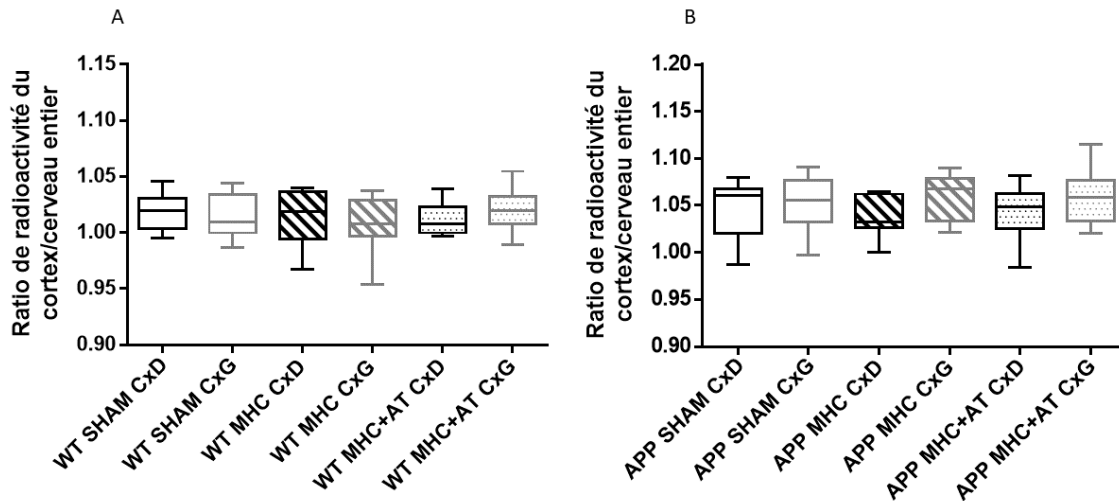 A
Ratio de radioactivité du
cortex/cerveau entier
1.15
1.10
1.05
1.00
0.95
0.90
WT SHAM CxD
WT SHAM CxG
WT MHC CxD
WT MHC CxG
WT MHC+AT CxD
WT MHC+AT CxG
B
Ratio de radioactivité du
cortex/cerveau entier
1.20
1.15
1.10
1.05
1.00
0.95
0.90
APP SHAM CxD
APP SHAM CxG
APP MHC CxD
APP MHC CxG
APP MHC+AT CxD
APP MHC+AT CxG